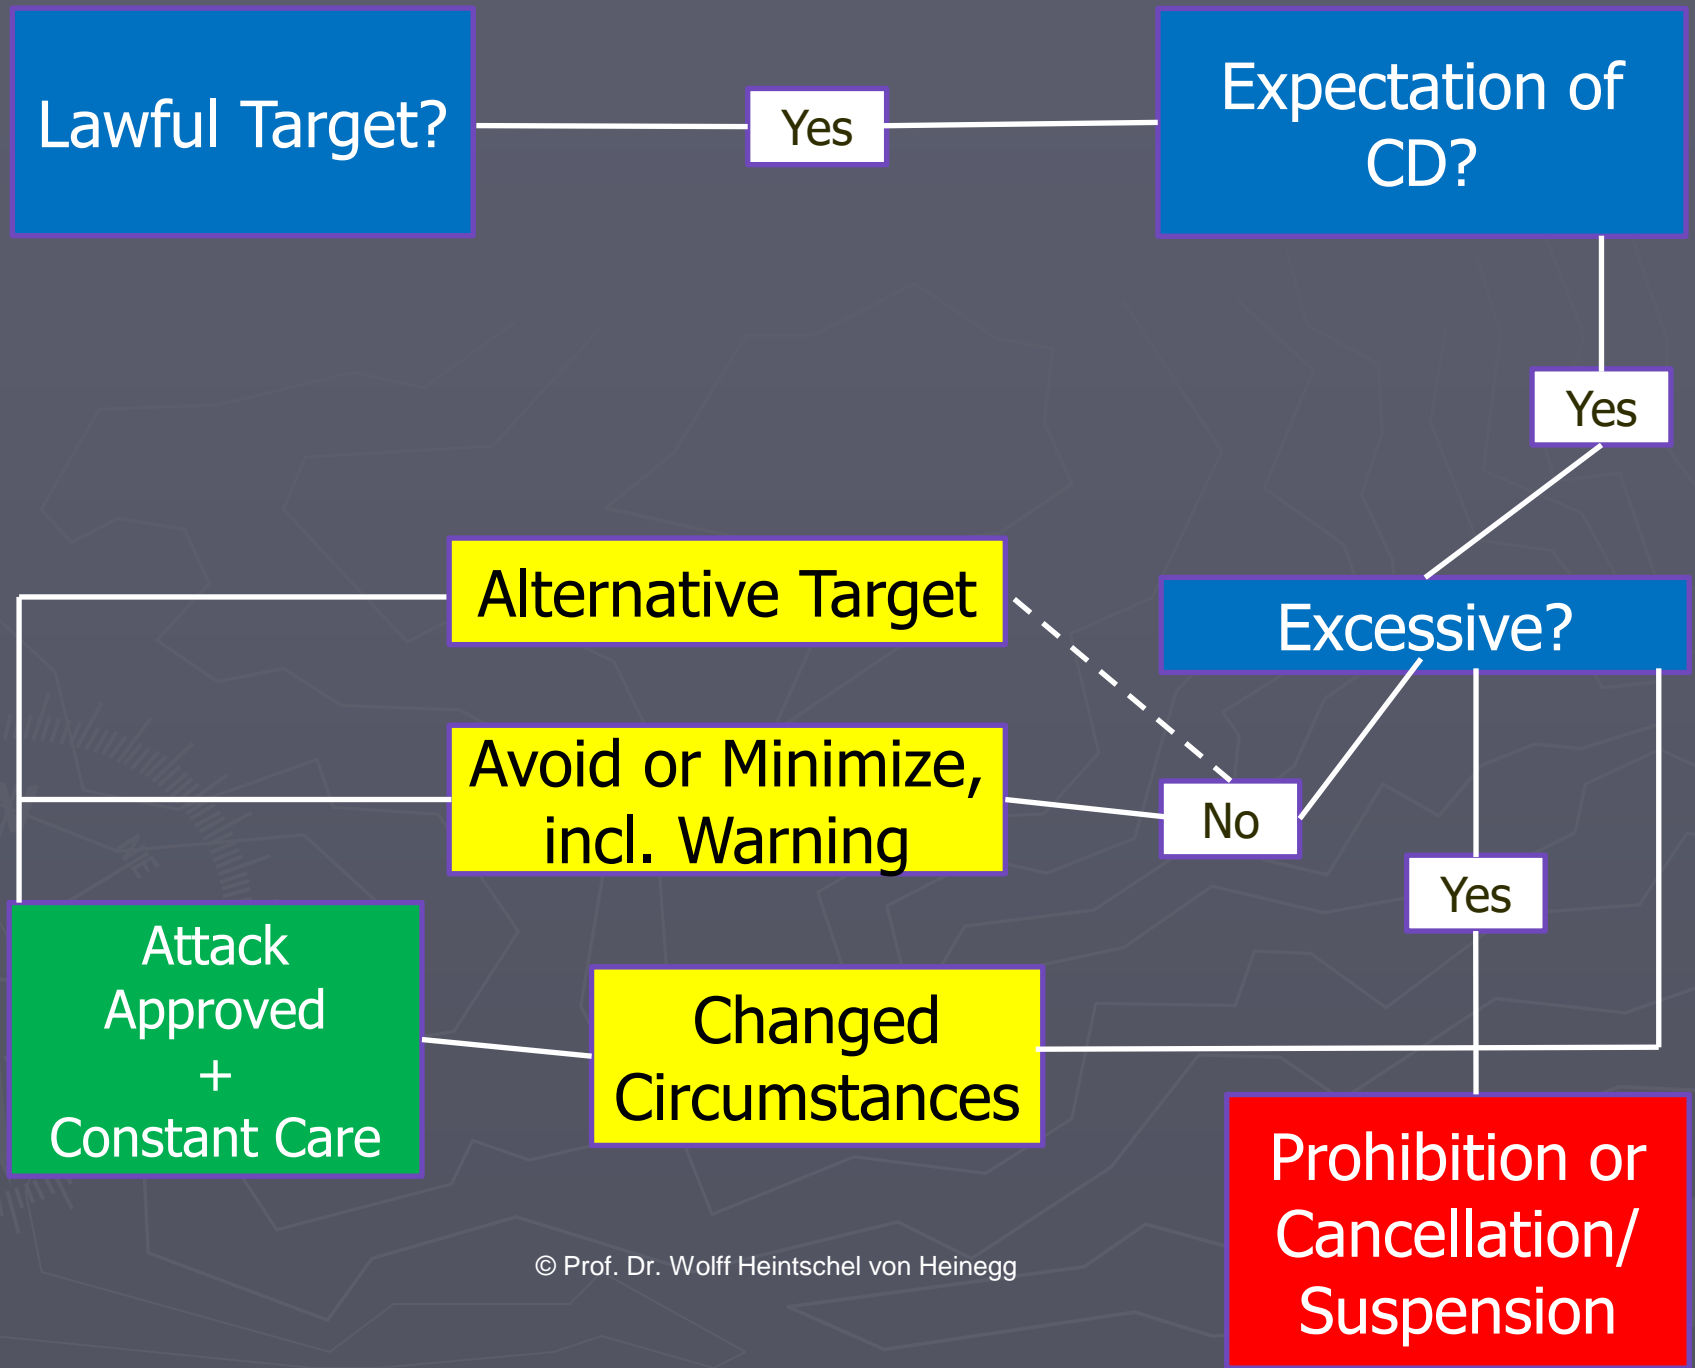 Lawful Target?
Yes
Expectation of
CD?
Yes
Alternative Target
Excessive?
Avoid or Minimize,
incl. Warning
No
Yes
Attack
Approved
+
Constant Care
Changed
Circumstances
Prohibition or
Cancellation/
Suspension
© Prof. Dr. Wolff Heintschel von Heinegg